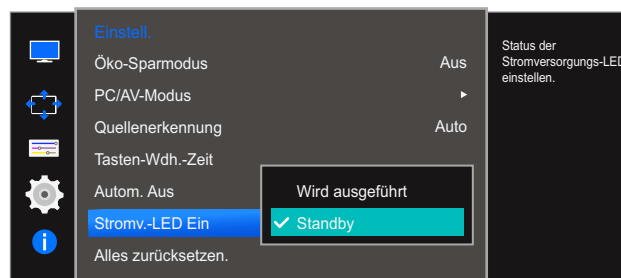 Einstell.
Öko-Sparmodus Aus
PC/AV-Modus
Quellenerkennung Auto
Tasten-Wdh.-Zeit
Autom. Aus
Stromv.-LED Ein
Alles zurücksetzen.
Wird ausgeführt
Standby
Status der
Stromversorgungs-LED
einstellen.